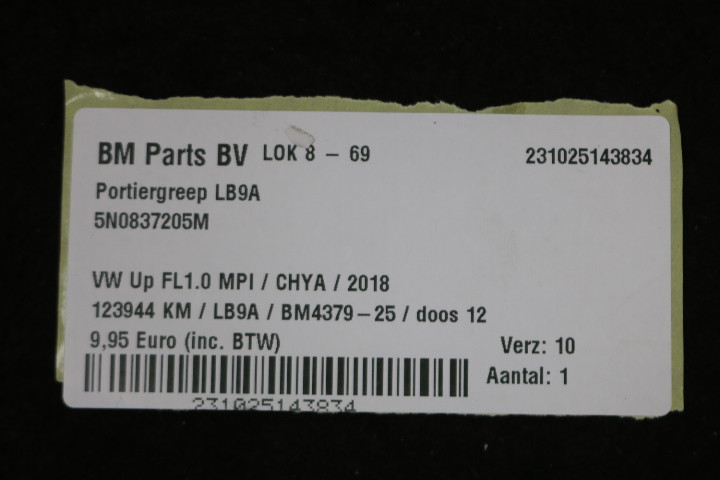 BM Parts BV LOK 8 - 69 231025143834
Portiergreep LB9A
5N0837205M
VW Up FL1.0 MPI / CHYA / 2018
123944 KM / LB9A / BM4379-25 / doos 12
9,95 Euro (inc. BTW) Verz: 10
Aantal: 1
231025143834